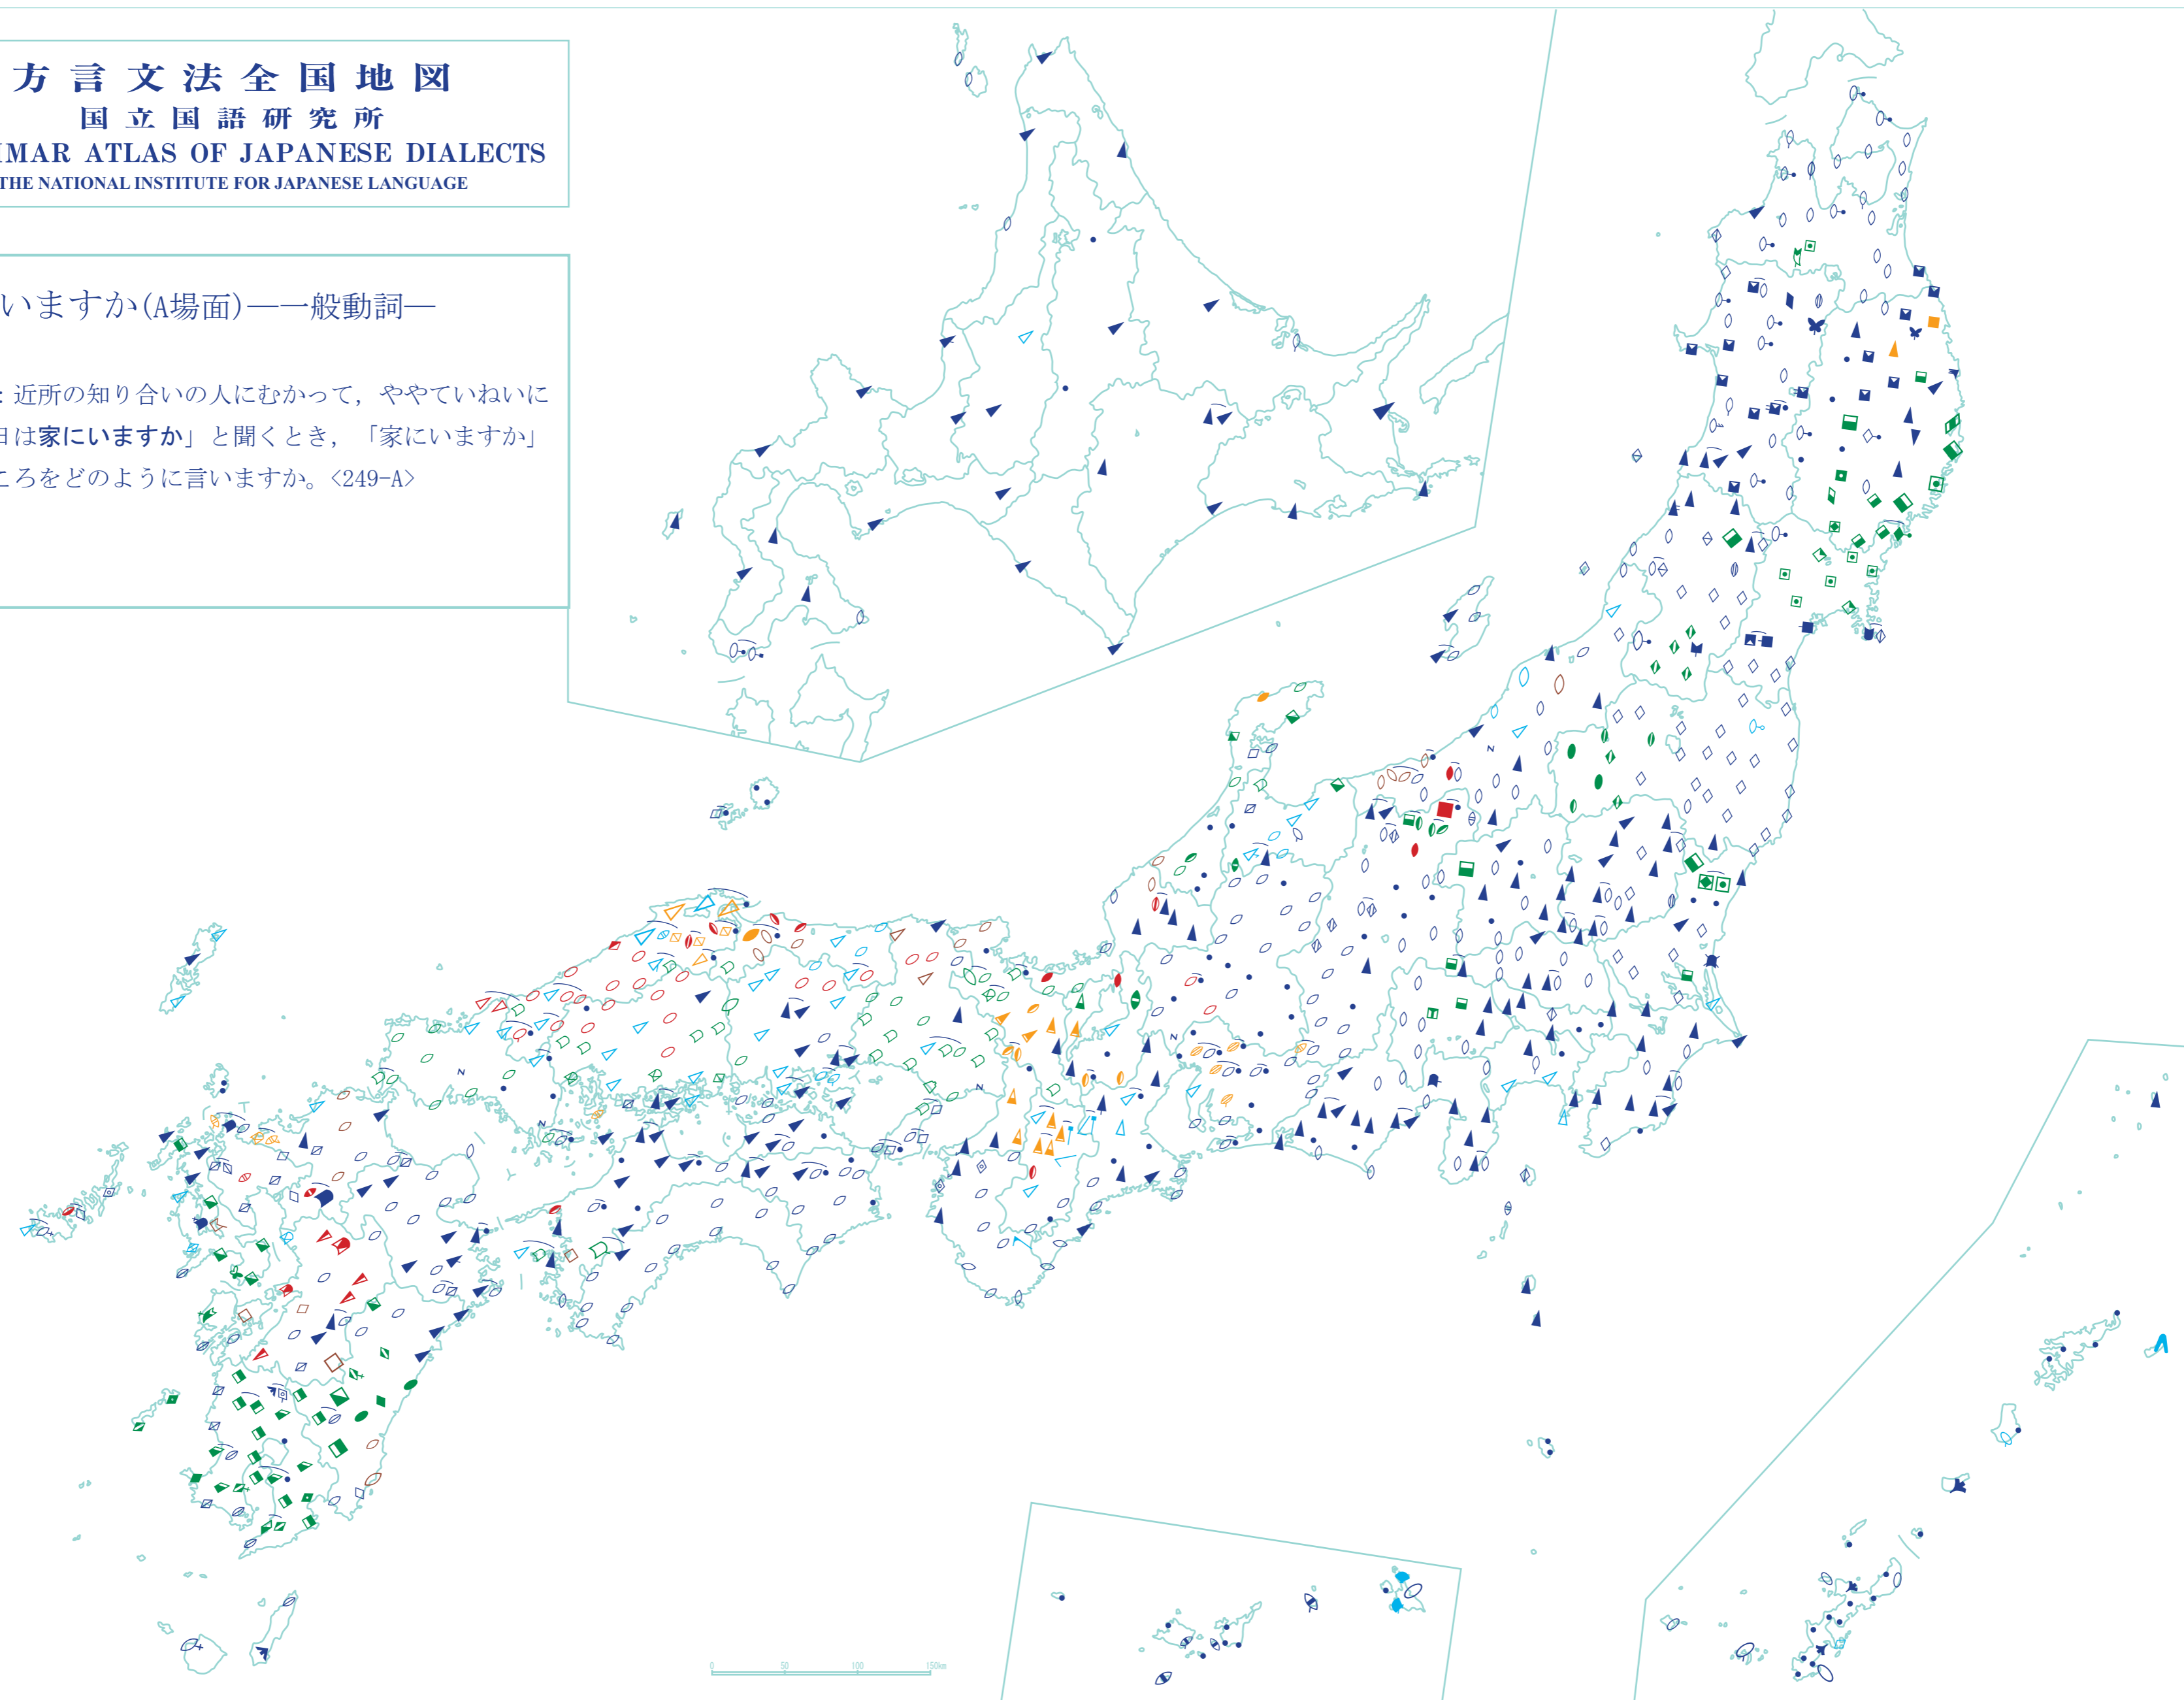 方言文法全国地図
国立国語研究所
MAR ATLAS OF JAPANESE DIALECTS
THE NATIONAL INSTITUTE FOR JAPANESE LANGUAGE
いますか(A場面)―一般動詞―
：近所の知り合いの人にむかって，ややていねいに
日は家にいますか」と聞くとき，「家にいますか」
ころをどのように言いますか。<249-A>
N
N
N
N
N
0 50 100 150km